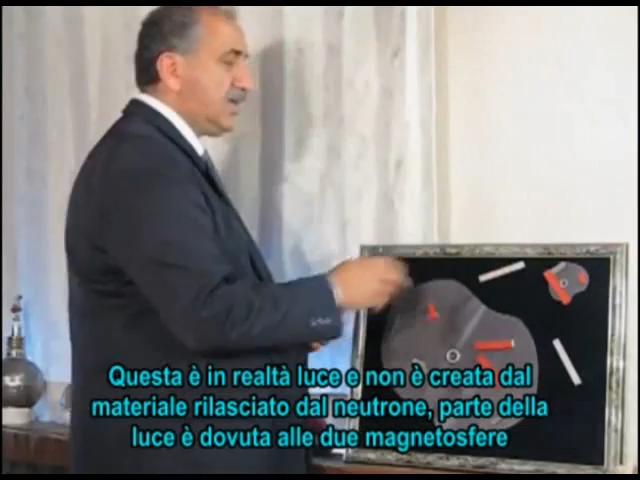 Questa è in realtà luce e non è creata dal
materiale rilasciato dal neutrone, parte della
luce è dovuta alle due magnetosfere